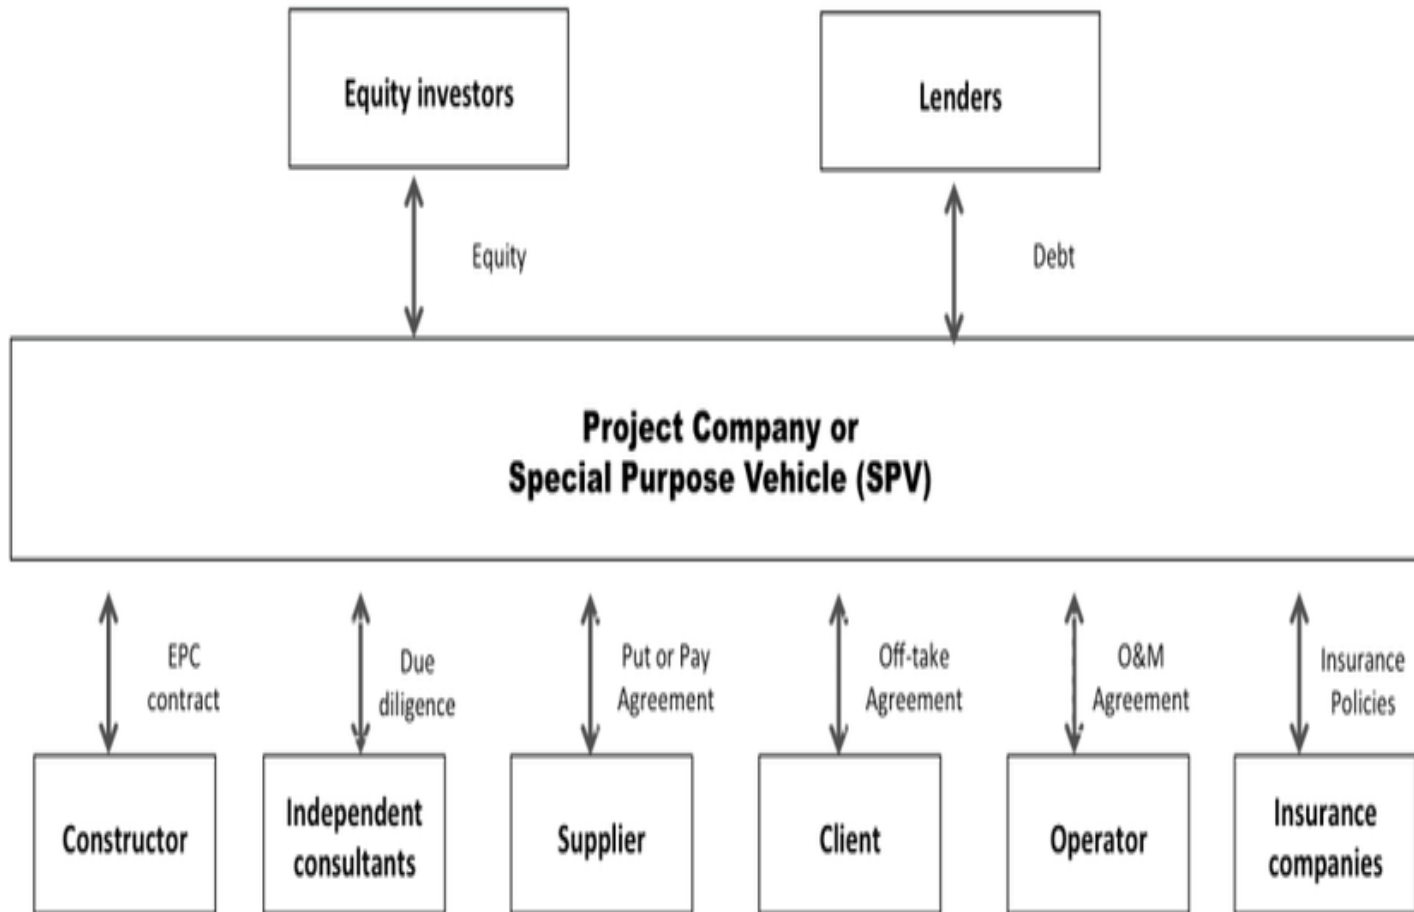 Equity investors
Lenders
Equity
Debt
Project Company or
Special Purpose Vehicle (SPV)
EPC
contract
Due
diligence
Put or Pay
Agreement
Off-take
Agreement
O&M
Agreement
Insurance
Policies
Constructor
Independent
consultants
Supplier
Client
Operator
Insurance
companies